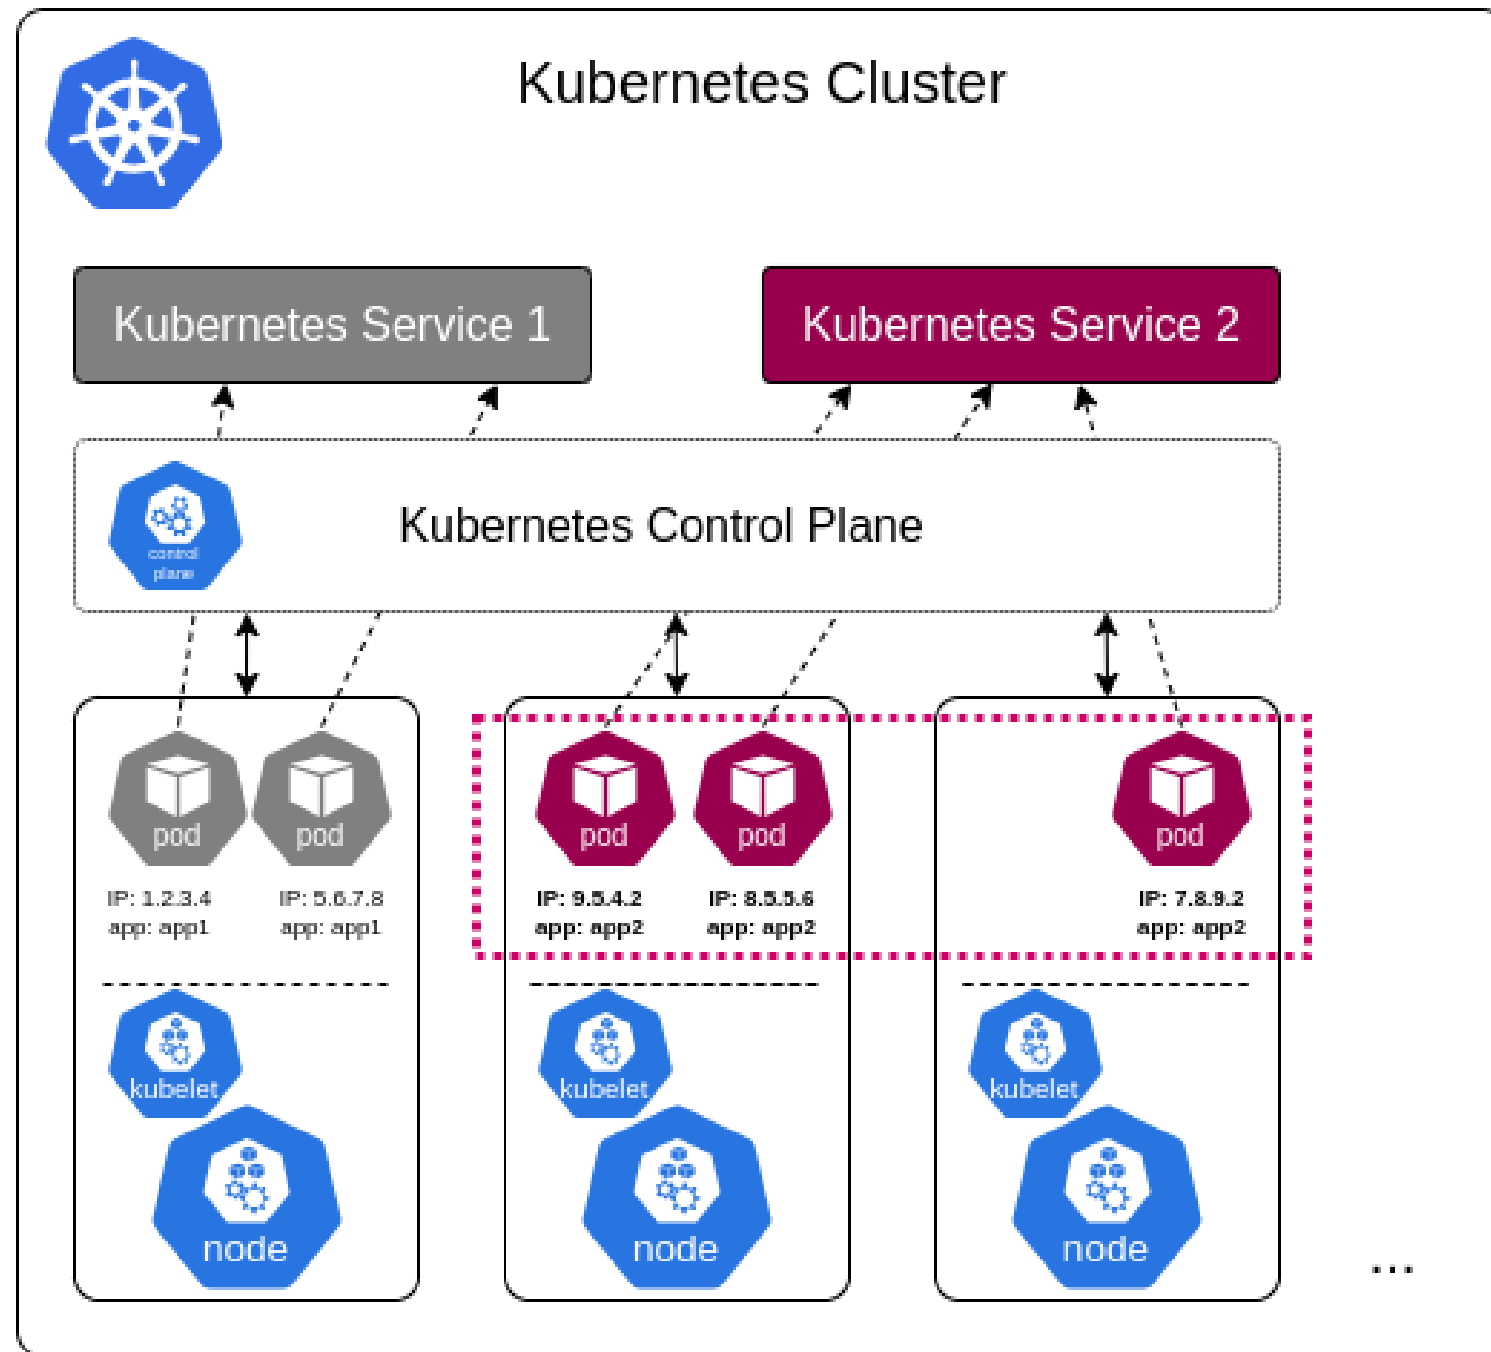 Kubernetes Cluster
Kubernetes Service 1
Kubernetes Service 2
control
plane
Kubernetes Control Plane
pod
pod
pod
pod
pod
IP: 1.2.3.4
app: app1
IP: 5.6.7.8
app: app1
IP: 9.5.4.2
app: app2
IP: 8.5.5.6
app: app2
IP: 7.8.9.2
app: app2
kubelet
kubelet
kubelet
node
node
node
...